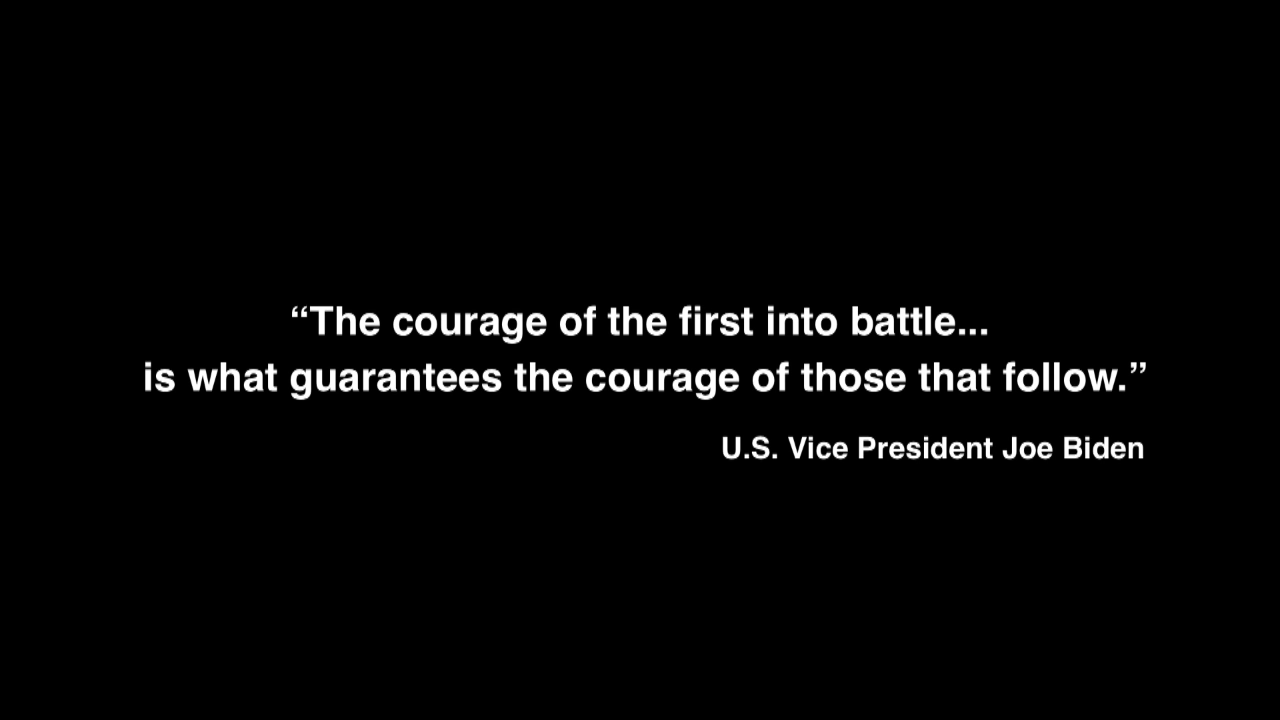 “The courage of the first into battle...
is what guarantees the courage of those that follow.”
U.S. Vice President Joe Biden